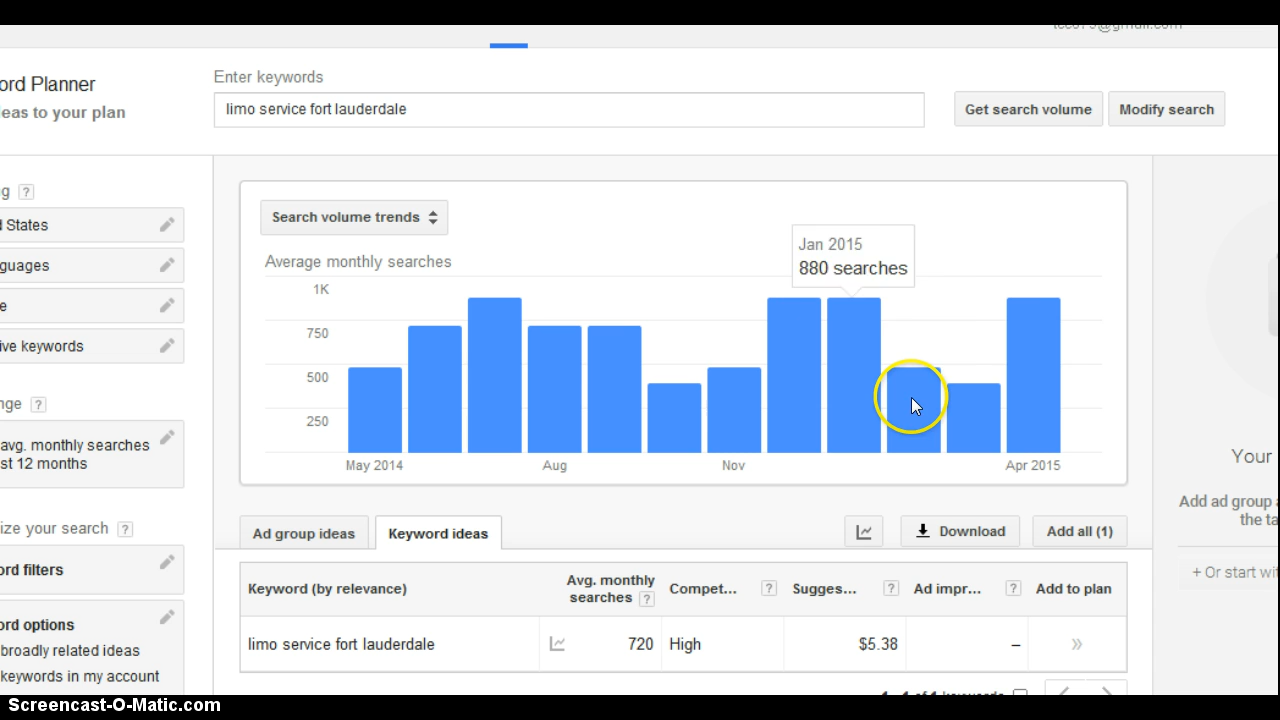 ord Planner
eas to your plan
Enter keywords
limo service fort lauderdale
Get search volume
Modify search
g ?
d States
guages
e
ive keywords
nge ?
avg. monthly searches
st 12 months
ize your search ?
ord filters
ord options
broadly related ideas
keywords in my account
Search volume trends
Average monthly searches
Jan 2015
880 searches
1K
750
500
250
May 2014
Aug
Nov
Apr 2015
Ad group ideas
Keyword ideas
Download
Add all (1)
Keyword (by relevance)
Avg. monthly
searches ?
Compet... ?
Sugges... ?
Ad impr... ?
Add to plan
limo service fort lauderdale
720
High
$5.38
–
»
Your
Add ad group
the ta
+ Or start wit
Screencast-O-Matic.com